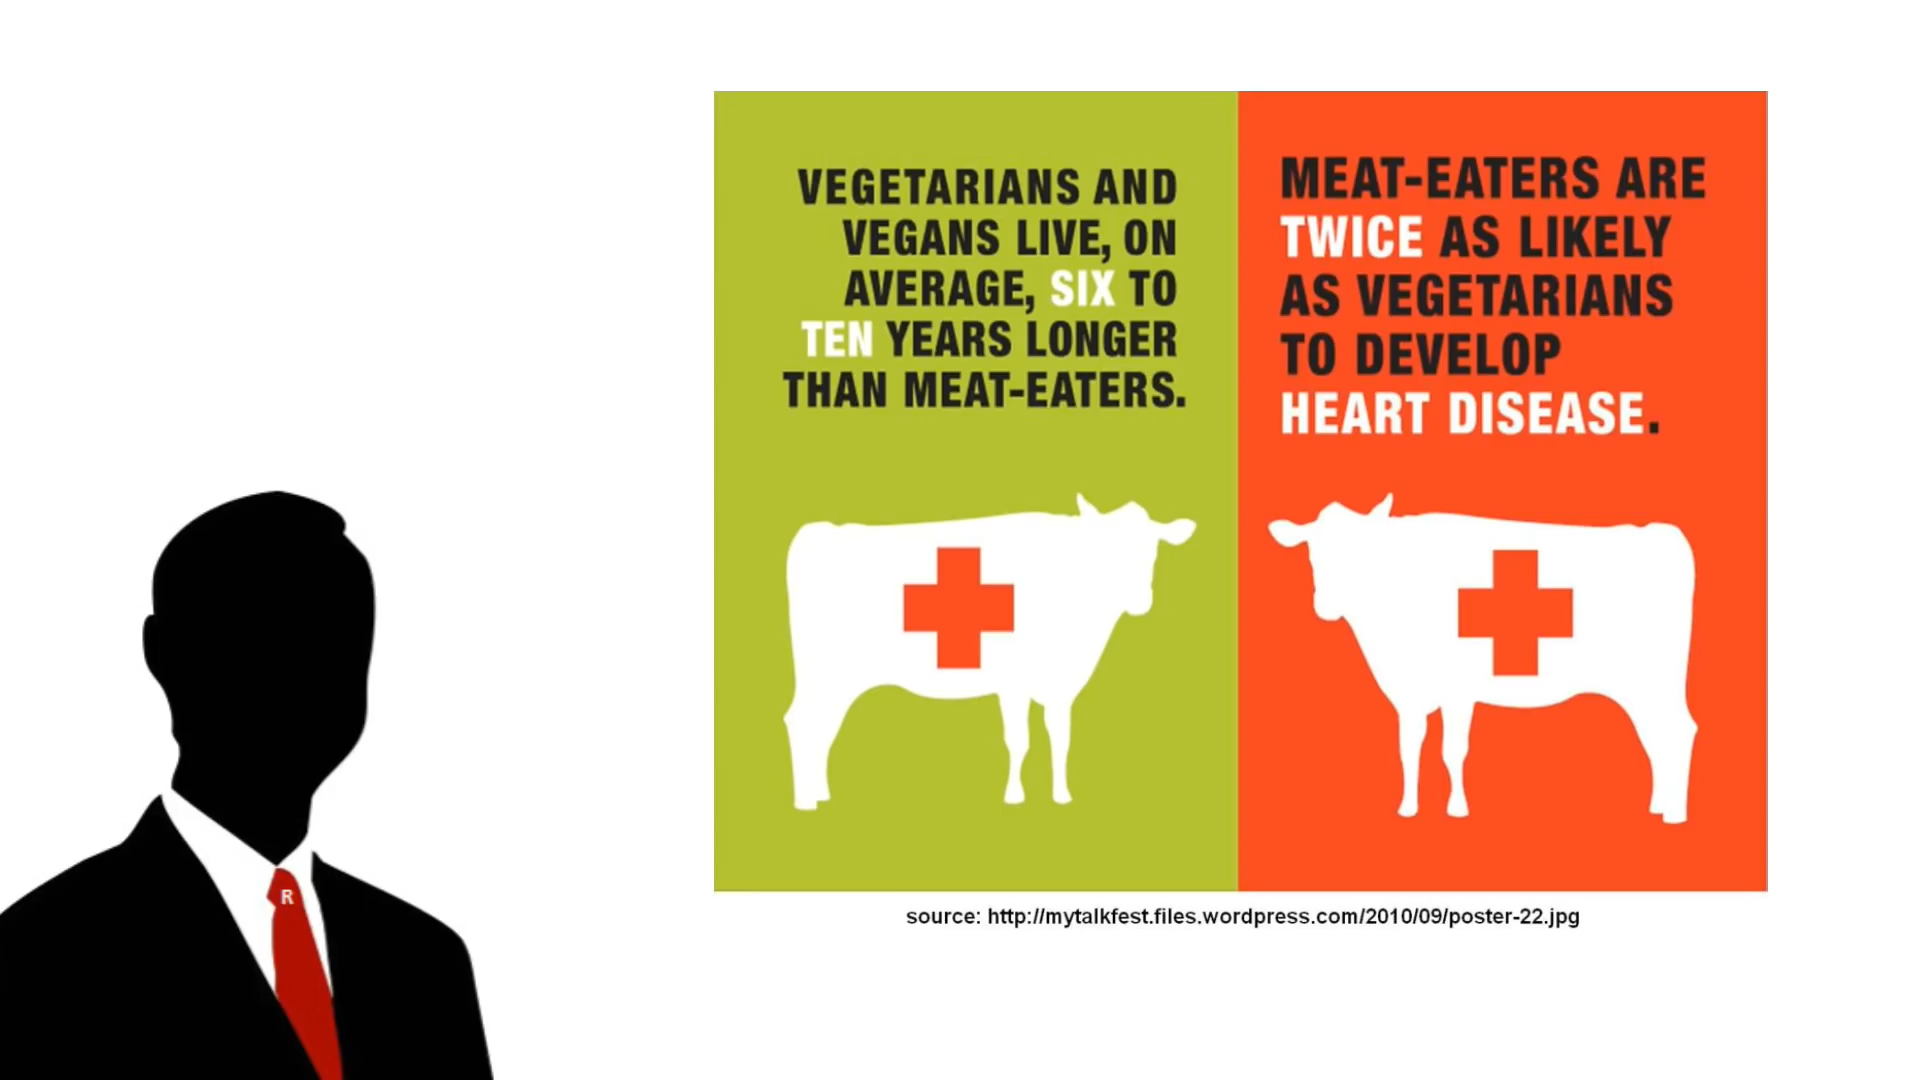 VEGETARIANS AND
VEGANS LIVE, ON
AVERAGE, SIX TO
TEN YEARS LONGER
THAN MEAT-EATERS.
MEAT-EATERS ARE
TWICE AS LIKELY
AS VEGETARIANS
TO DEVELOP
HEART DISEASE.
R
source: http://mytalkfest.files.wordpress.com/2010/09/poster-22.jpg